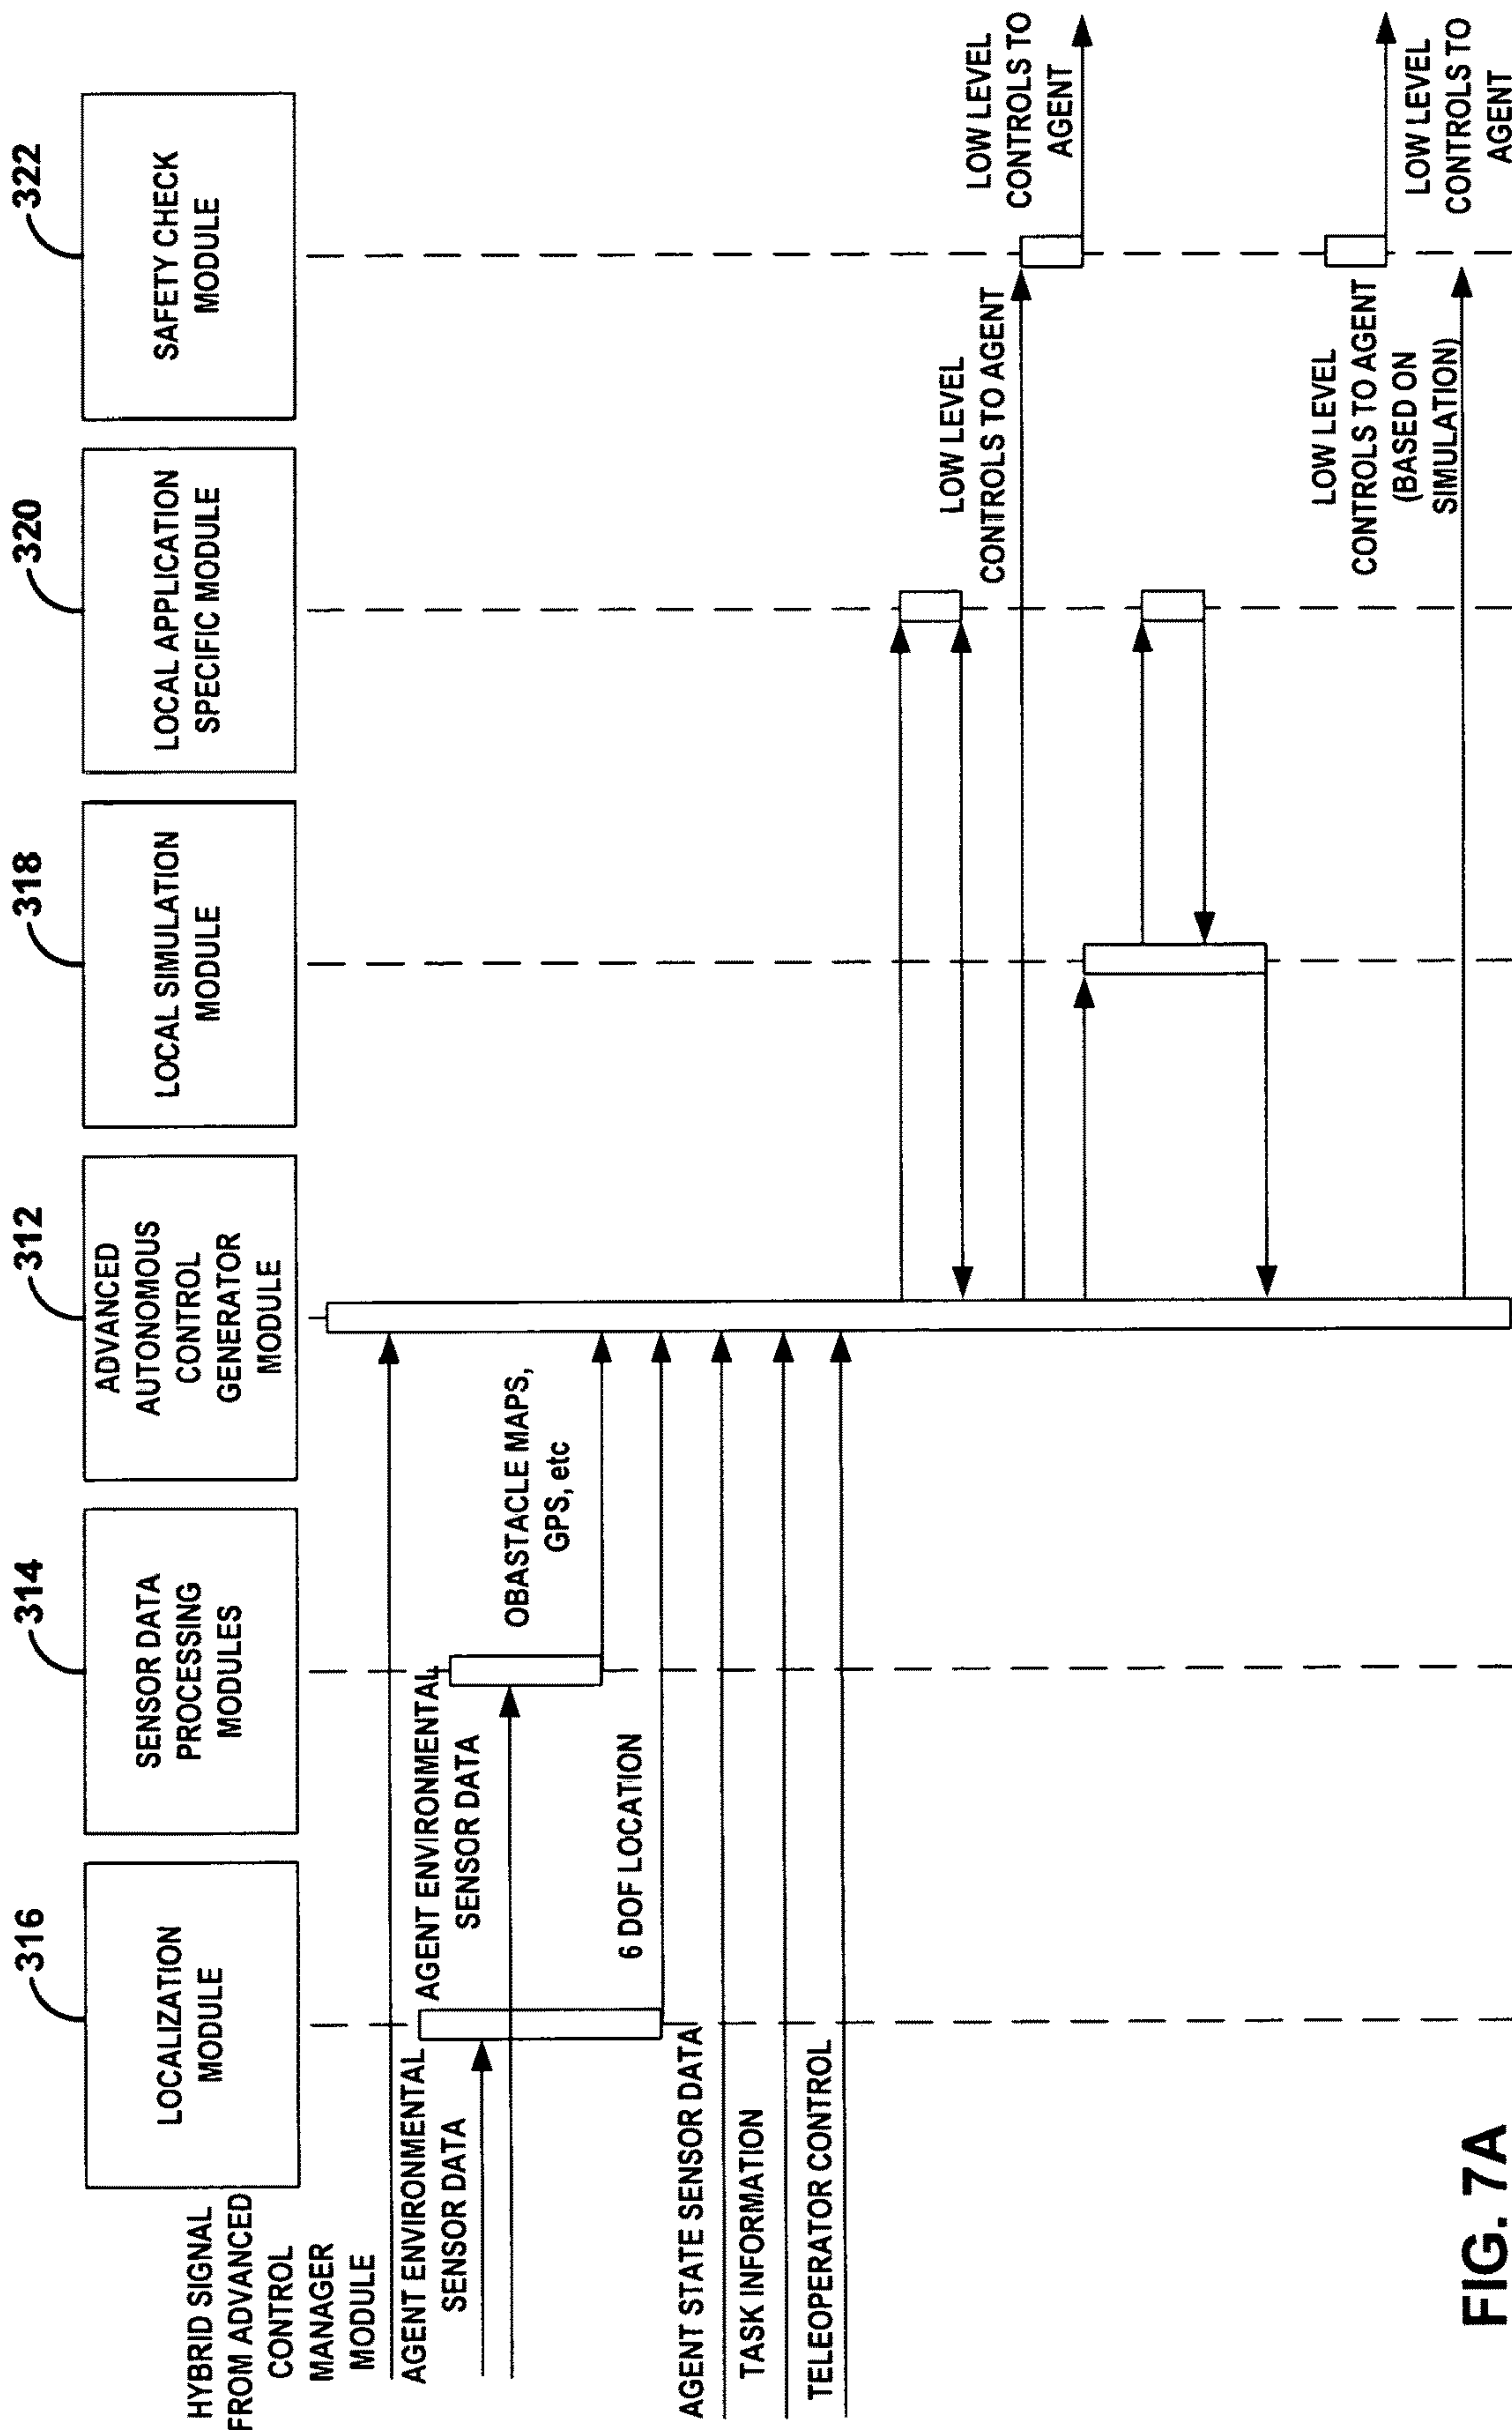 316
314
312
318
320
322
LOCALIZATION
MODULE
SENSOR DATA
PROCESSING
MODULES
ADVANCED
AUTONOMOUS
CONTROL
GENERATOR
MODULE
LOCAL SIMULATION
MODULE
LOCAL APPLICATION
SPECIFIC MODULE
SAFETY CHECK
MODULE
HYBRID SIGNAL
FROM ADVANCED
CONTROL
MANAGER
MODULE
AGENT ENVIRONMENTAL
SENSOR DATA
AGENT ENVIRONMENTAL
SENSOR DATA
OBASTACLE MAPS,
GPS, etc
6 DOF LOCATION
AGENT STATE SENSOR DATA
TASK INFORMATION
TELEOPERATOR CONTROL
LOW LEVEL
CONTROLS TO AGENT
LOW LEVEL
CONTROLS TO
AGENT
LOW LEVEL
CONTROLS TO AGENT
(BASED ON
SIMULATION)
LOW LEVEL
CONTROLS TO
AGENT
FIG. 7A